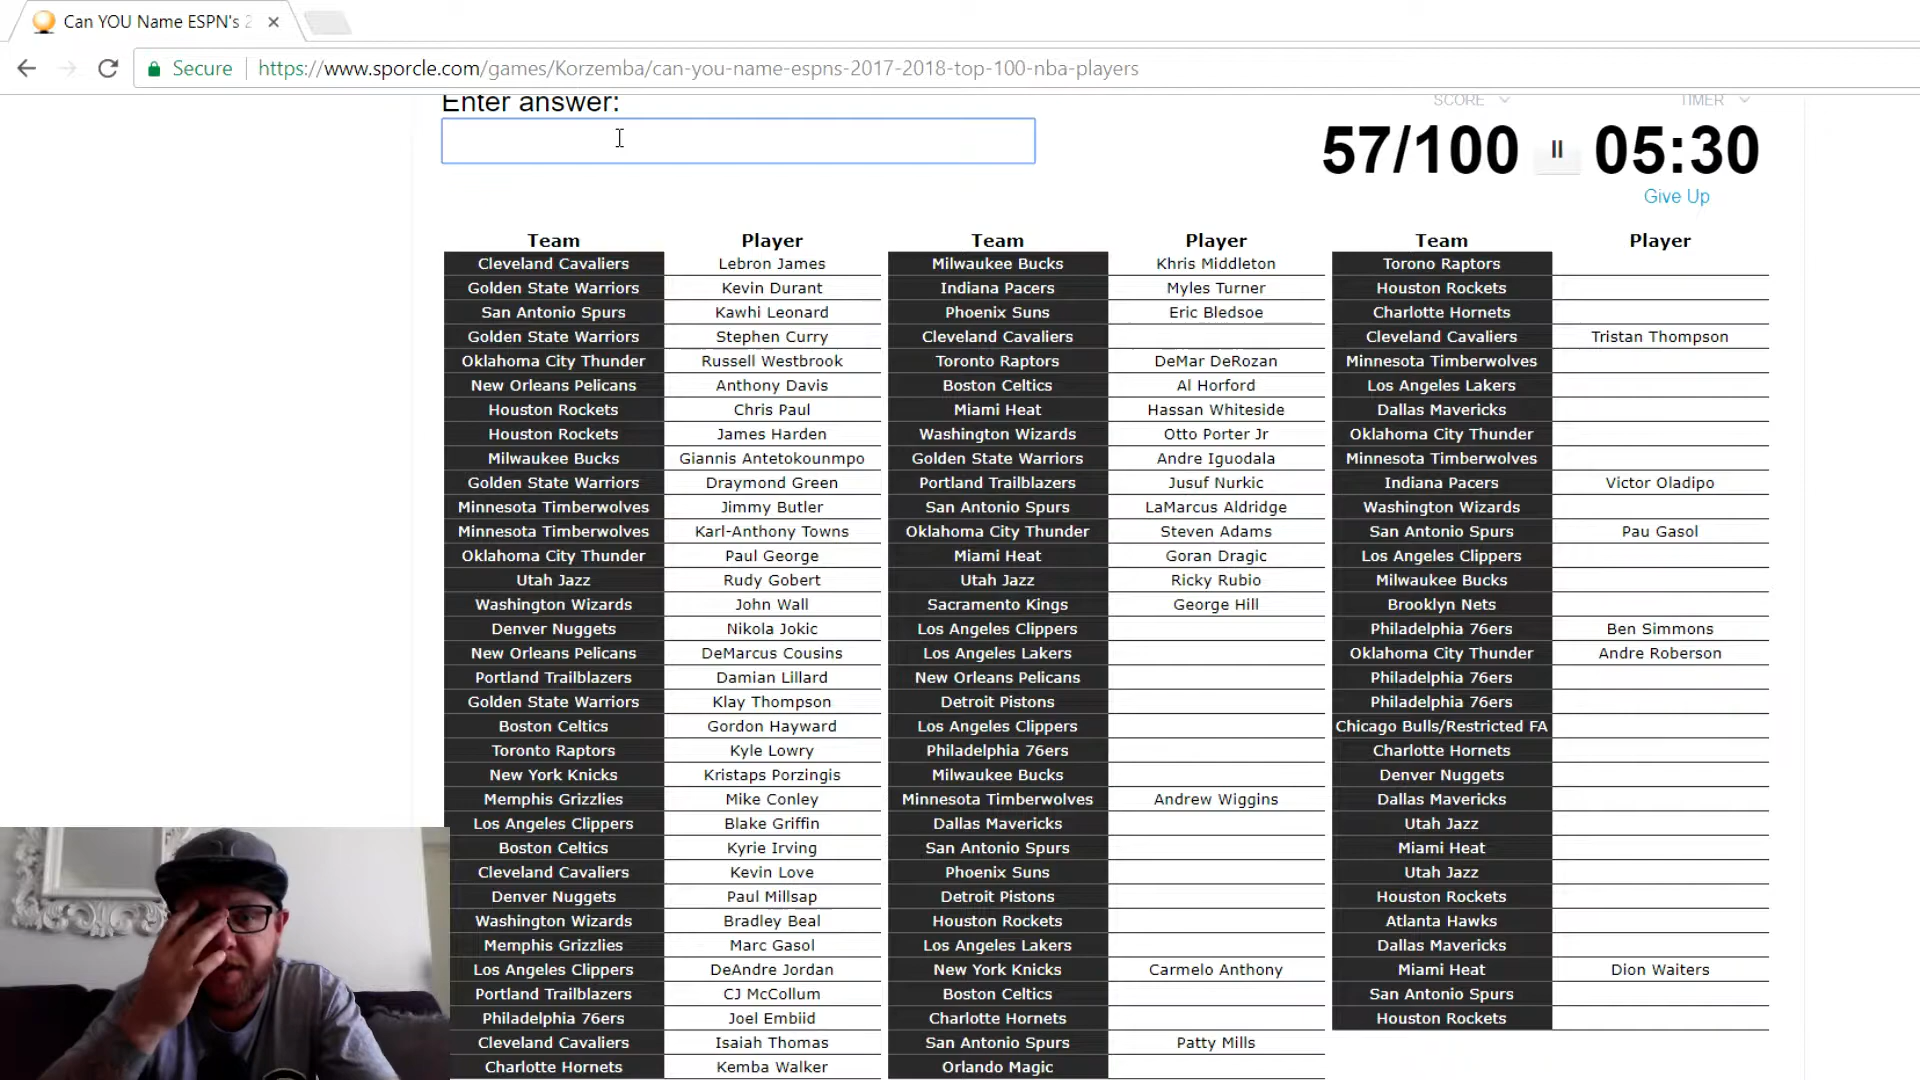 Can YOU Name ESPN's 2
Secure https://www.sporcle.com/games/Korzemba/can-you-name-espns-2017-2018-top-100-nba-players
Enter answer:
SCORE TIMER
57/100 05:30
Give Up
Team Player Team Player Team Player
Cleveland Cavaliers Lebron James Milwaukee Bucks Khris Middleton Torono Raptors
Golden State Warriors Kevin Durant Indiana Pacers Myles Turner Houston Rockets
San Antonio Spurs Kawhi Leonard Phoenix Suns Eric Bledsoe Charlotte Hornets
Golden State Warriors Stephen Curry Cleveland Cavaliers Cleveland Cavaliers Tristan Thompson
Oklahoma City Thunder Russell Westbrook Toronto Raptors DeMar DeRozan Minnesota Timberwolves
New Orleans Pelicans Anthony Davis Boston Celtics Al Horford Los Angeles Lakers
Houston Rockets Chris Paul Miami Heat Hassan Whiteside Dallas Mavericks
Houston Rockets James Harden Washington Wizards Otto Porter Jr Oklahoma City Thunder
Milwaukee Bucks Giannis Antetokounmpo Golden State Warriors Andre Iguodala Minnesota Timberwolves
Golden State Warriors Draymond Green Portland Trailblazers Jusuf Nurkic Indiana Pacers Victor Oladipo
Minnesota Timberwolves Jimmy Butler San Antonio Spurs LaMarcus Aldridge Washington Wizards
Minnesota Timberwolves Karl-Anthony Towns Oklahoma City Thunder Steven Adams San Antonio Spurs Pau Gasol
Oklahoma City Thunder Paul George Miami Heat Goran Dragic Los Angeles Clippers
Utah Jazz Rudy Gobert Utah Jazz Ricky Rubio Milwaukee Bucks
Washington Wizards John Wall Sacramento Kings George Hill Brooklyn Nets
Denver Nuggets Nikola Jokic Los Angeles Clippers Philadelphia 76ers Ben Simmons
New Orleans Pelicans DeMarcus Cousins Los Angeles Lakers Oklahoma City Thunder Andre Roberson
Portland Trailblazers Damian Lillard New Orleans Pelicans Philadelphia 76ers
Golden State Warriors Klay Thompson Detroit Pistons Philadelphia 76ers
Boston Celtics Gordon Hayward Los Angeles Clippers Chicago Bulls/Restricted FA
Toronto Raptors Kyle Lowry Philadelphia 76ers Charlotte Hornets
New York Knicks Kristaps Porzingis Milwaukee Bucks Denver Nuggets
Memphis Grizzlies Mike Conley Minnesota Timberwolves Andrew Wiggins Dallas Mavericks
Los Angeles Clippers Blake Griffin Dallas Mavericks Utah Jazz
Boston Celtics Kyrie Irving San Antonio Spurs Miami Heat
Cleveland Cavaliers Kevin Love Phoenix Suns Utah Jazz
Denver Nuggets Paul Millsap Detroit Pistons Houston Rockets
Washington Wizards Bradley Beal Houston Rockets Atlanta Hawks
Memphis Grizzlies Marc Gasol Los Angeles Lakers Dallas Mavericks
Los Angeles Clippers DeAndre Jordan New York Knicks Carmelo Anthony Miami Heat Dion Waiters
Portland Trailblazers CJ McCollum Boston Celtics San Antonio Spurs
Philadelphia 76ers Joel Embiid Charlotte Hornets Houston Rockets
Cleveland Cavaliers Isaiah Thomas San Antonio Spurs Patty Mills
Charlotte Hornets Kemba Walker Orlando Magic